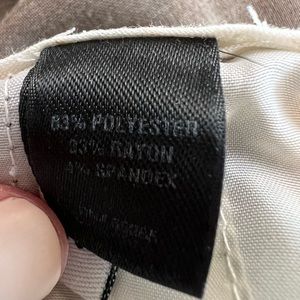 63% POLYESTER
33% RAYON
4% SPANDEX